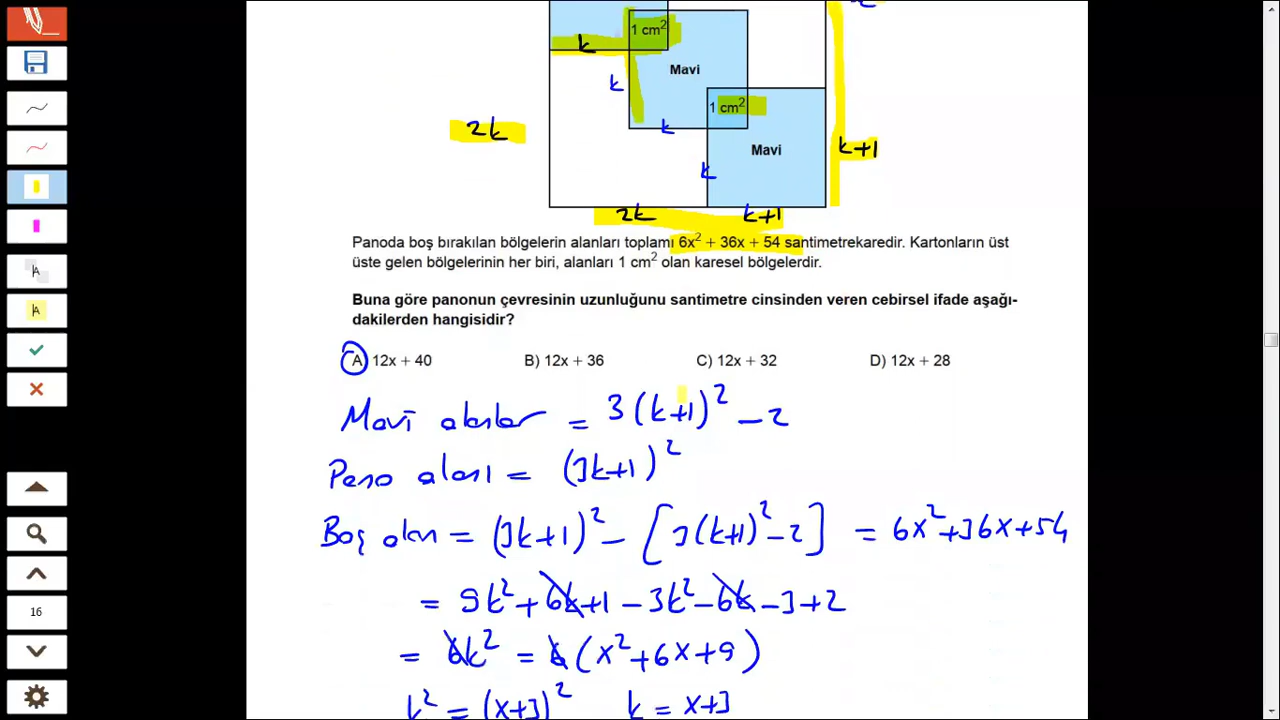 1 cm²
k
Mavi
k
1 cm²
2k
k
Mavi
k+1
k
2k
k+1
Panoda boş bırakılan bölgelerin alanları toplamı 6x² + 36x + 54 santimetrekaredir. Kartonların üst
üste gelen bölgelerinin her biri, alanları 1 cm² olan karesel bölgelerdir.
Buna göre panonun çevresinin uzunluğunu santimetre cinsinden veren cebirsel ifade aşağı-
dakilerden hangisidir?
A) 12x + 40 B) 12x + 36 C) 12x + 32 D) 12x + 28
Mavi alanlar = 3(k+1)² - 2
Pano alanı = (3k+1)²
Boş alan = (3k+1)² - [3(k+1)² - 2] = 6x² + 36x + 54
= 9k² + 6k + 1 - 3k² - 6k - 3 + 2
= 6k² = 6(x² + 6x + 9)
k² = (x+3)² k = x+3
A
A
16